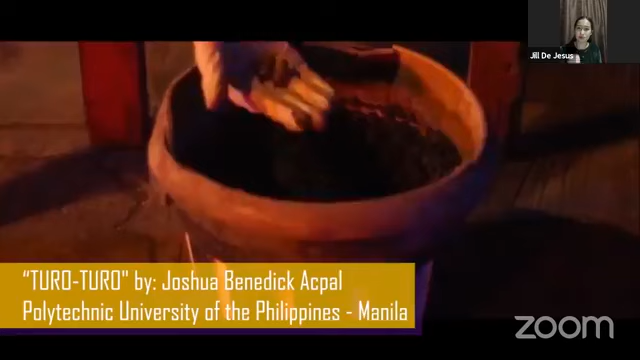 Jill De Jesus
“TURO-TURO" by: Joshua Benedick Acpal
Polytechnic University of the Philippines - Manila
zoom